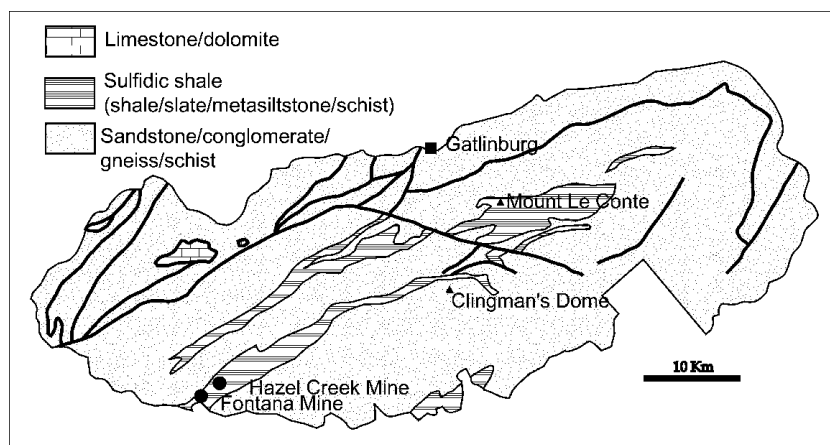 Limestone/dolomite
Sulfidic shale
(shale/slate/metasiltstone/schist)
Sandstone/conglomerate/
gneiss/schist
Gatlinburg
Mount Le Conte
Clingman's Dome
10 Km
Hazel Creek Mine
Fontana Mine